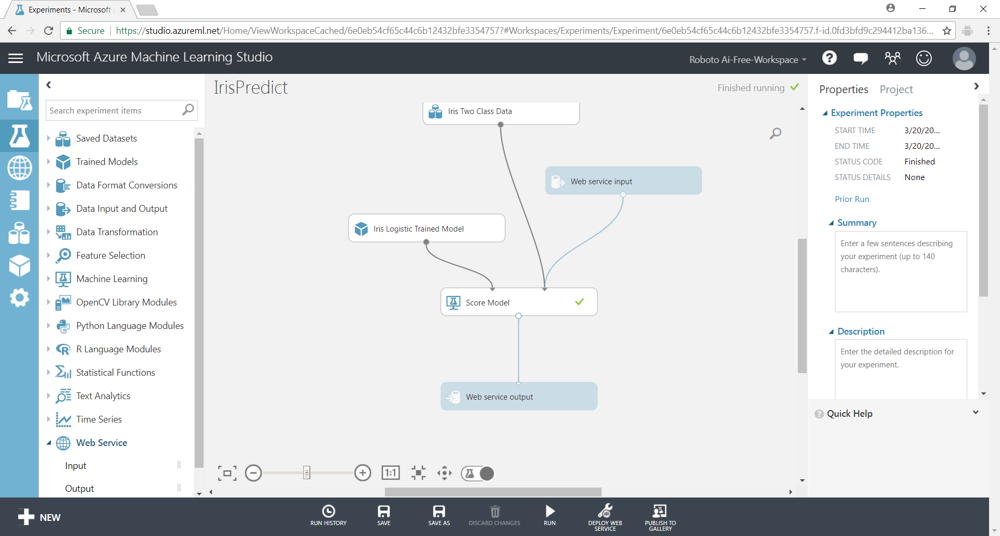 Experiments - Microsoft
Secure
https://studio.azureml.net/Home/ViewWorkspaceCached/6e0eb54cf65c44c6b12432bfe3354757?#Workspaces/Experiments/Experiment/6e0eb54cf65c44c6b12432bfe3354757.f-id.0fd3bfd9c294412ba136...
Microsoft Azure Machine Learning Studio
Roboto Ai-Free-Workspace
Search experiment items
Saved Datasets
Trained Models
Data Format Conversions
Data Input and Output
Data Transformation
Feature Selection
Machine Learning
OpenCV Library Modules
Python Language Modules
R Language Modules
Statistical Functions
Text Analytics
Time Series
Web Service
Input
Output
IrisPredict
Finished running
Iris Two Class Data
Web service input
Iris Logistic Trained Model
Score Model
Web service output
1:1
Properties
Project
Experiment Properties
START TIME 3/20/20...
END TIME 3/20/20...
STATUS CODE Finished
STATUS DETAILS None
Prior Run
Summary
Enter a few sentences describing
your experiment (up to 140
characters).
Description
Enter the detailed description for
your experiment.
Quick Help
NEW
RUN HISTORY
SAVE
SAVE AS
DISCARD CHANGES
RUN
DEPLOY WEB
SERVICE
PUBLISH TO
GALLERY